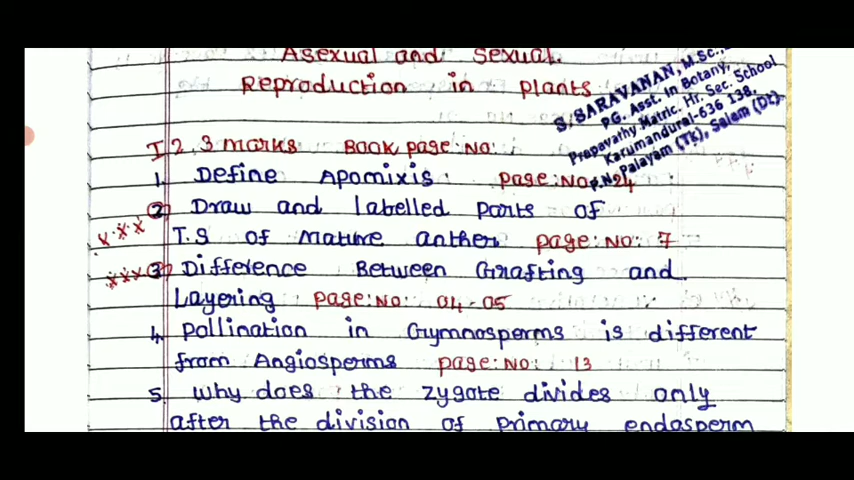 Asexual and Sexual.
Reproduction in plants
S. SARAVANAN, M.Sc.,
P.G. Asst. in Botany,
Prapavathy Matric. Hr. Sec. School
Karumandurai-636 138.
P.N. Palayam (Tk), Salem (Dt).
I 2, 3 marks Book page: No:
1. Define Apomixis: page: No: 24
② Draw and labelled parts of
x x x T.S of mature anther page: No: 7
x x x ③ Difference Between Grafting and
Layering page: No: 04-05
4. Pollination in Gymnosperms is different
from Angiosperms page: No: 13
5. Why does the zygate divides only
after the division of primary endosperm